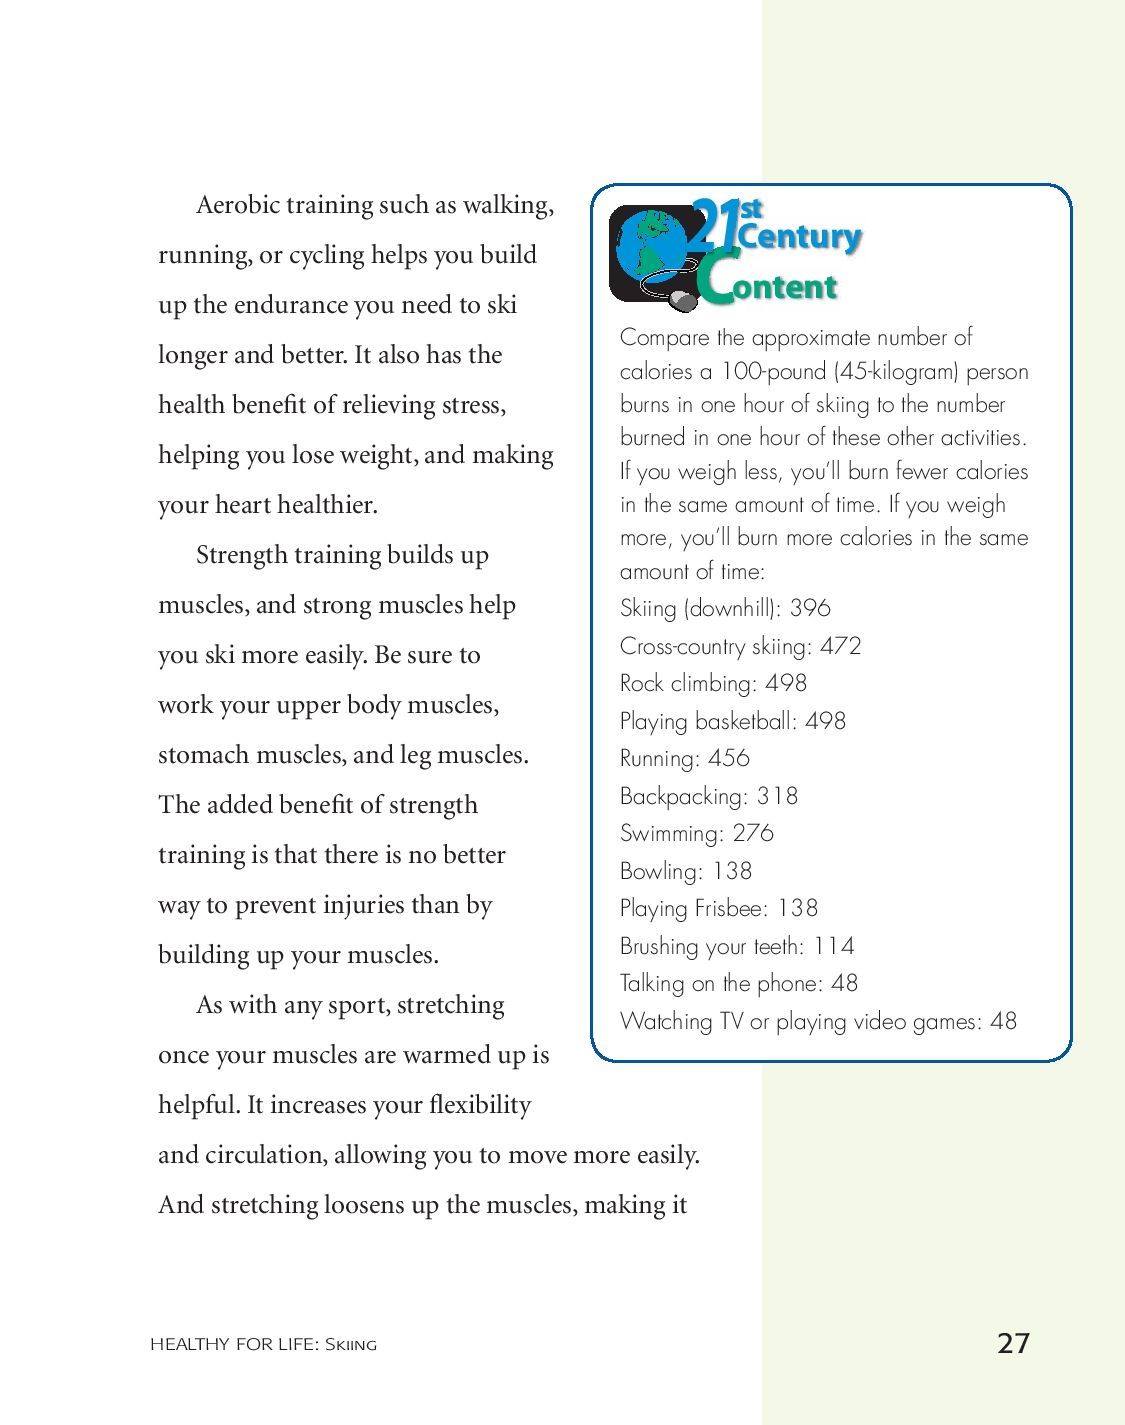 Aerobic training such as walking,
running, or cycling helps you build
up the endurance you need to ski
longer and better. It also has the
health benefit of relieving stress,
helping you lose weight, and making
your heart healthier.
Strength training builds up
muscles, and strong muscles help
you ski more easily. Be sure to
work your upper body muscles,
stomach muscles, and leg muscles.
The added benefit of strength
training is that there is no better
way to prevent injuries than by
building up your muscles.
As with any sport, stretching
once your muscles are warmed up is
helpful. It increases your flexibility
and circulation, allowing you to move more easily.
And stretching loosens up the muscles, making it
21st
Century
Content
Compare the approximate number of
calories a 100-pound (45-kilogram) person
burns in one hour of skiing to the number
burned in one hour of these other activities.
If you weigh less, you'll burn fewer calories
in the same amount of time. If you weigh
more, you'll burn more calories in the same
amount of time:
Skiing (downhill): 396
Cross-country skiing: 472
Rock climbing: 498
Playing basketball: 498
Running: 456
Backpacking: 318
Swimming: 276
Bowling: 138
Playing Frisbee: 138
Brushing your teeth: 114
Talking on the phone: 48
Watching TV or playing video games: 48
HEALTHY FOR LIFE: Skiing
27